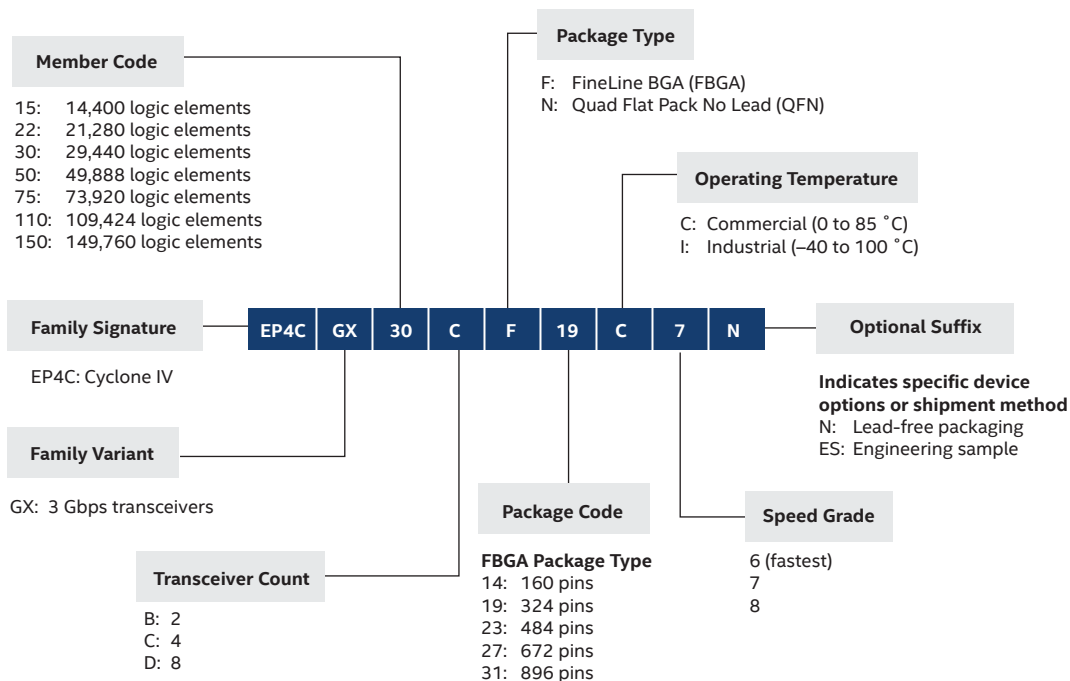 Package Type
F: FineLine BGA (FBGA)
N: Quad Flat Pack No Lead (QFN)
Member Code
15: 14,400 logic elements
22: 21,280 logic elements
30: 29,440 logic elements
50: 49,888 logic elements
75: 73,920 logic elements
110: 109,424 logic elements
150: 149,760 logic elements
Operating Temperature
C: Commercial (0 to 85 ˚C)
I: Industrial (–40 to 100 ˚C)
Family Signature
EP4C: Cyclone IV
EP4C GX 30 C F 19 C 7 N
Optional Suffix
Indicates specific device
options or shipment method
N: Lead-free packaging
ES: Engineering sample
Family Variant
GX: 3 Gbps transceivers
Transceiver Count
B: 2
C: 4
D: 8
Package Code
FBGA Package Type
14: 160 pins
19: 324 pins
23: 484 pins
27: 672 pins
31: 896 pins
Speed Grade
6 (fastest)
7
8